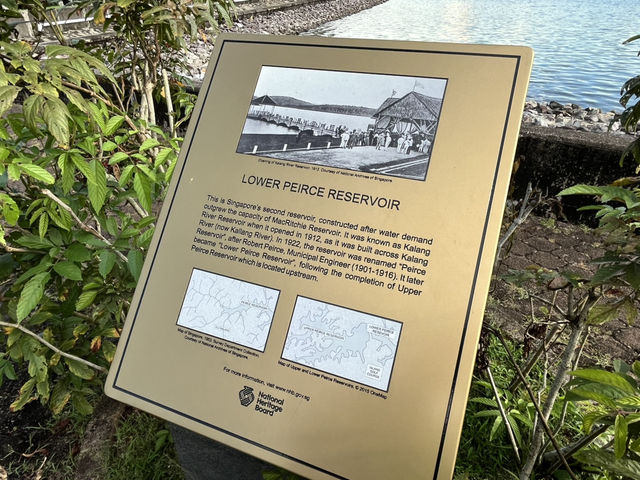 Opening of Kalang River Reservoir, 1912. Courtesy of National Archives of Singapore.
LOWER PEIRCE RESERVOIR
This is Singapore's second reservoir, constructed after water demand
outgrew the capacity of MacRitchie Reservoir. It was known as Kalang
River Reservoir when it opened in 1912, as it was built across Kalang
River (now Kallang River). In 1922, the reservoir was renamed "Peirce
Reservoir", after Robert Peirce, Municipal Engineer (1901-1916). It later
became "Lower Peirce Reservoir", following the completion of Upper
Peirce Reservoir which is located upstream.
Map of Singapore, Survey Department Collection,
Courtesy of National Archives of Singapore.
Map of Upper and Lower Peirce Reservoirs, © 2015 OneMap
For more information, visit www.nhb.gov.sg
National
Heritage
Board